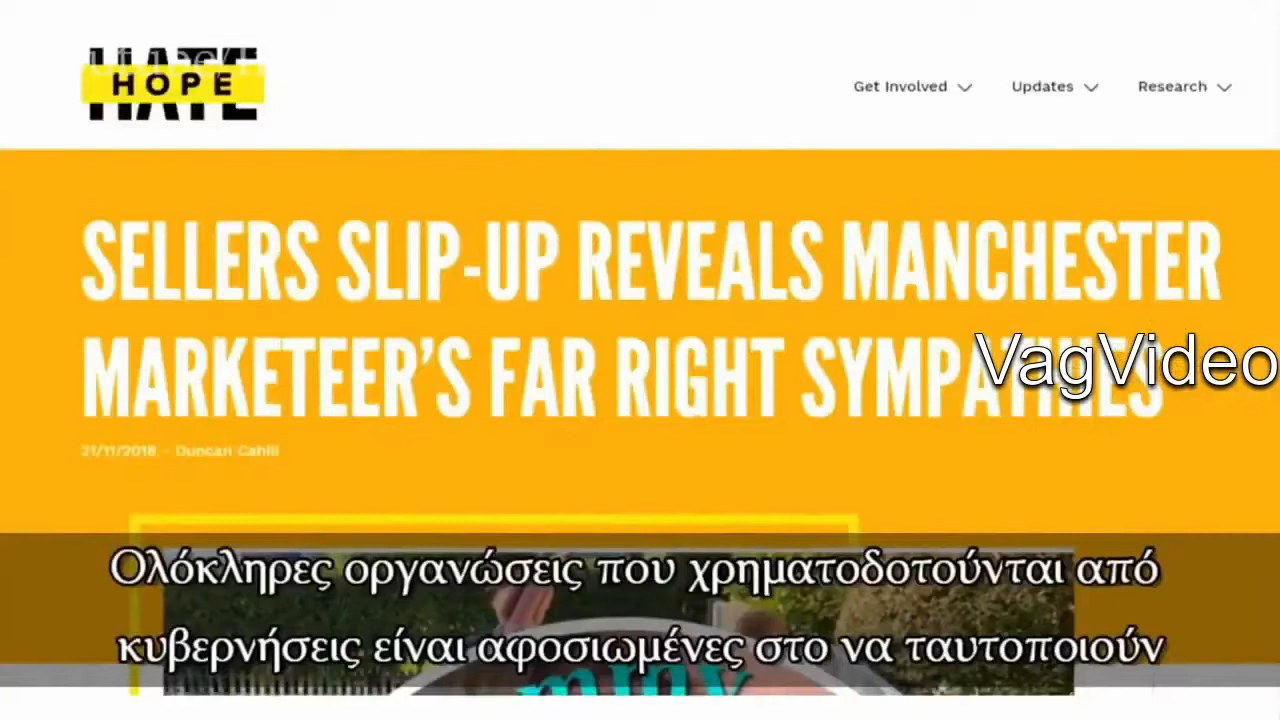 HATE
HOPE
Get Involved
Updates
Research
SELLERS SLIP-UP REVEALS MANCHESTER
MARKETEER'S FAR RIGHT SYMPATHIES
VagVideo
21/11/2018 - Duncan Cahill
Ολόκληρες οργανώσεις που χρηματοδοτούνται από
κυβερνήσεις είναι αφοσιωμένες στο να ταυτοποιούν